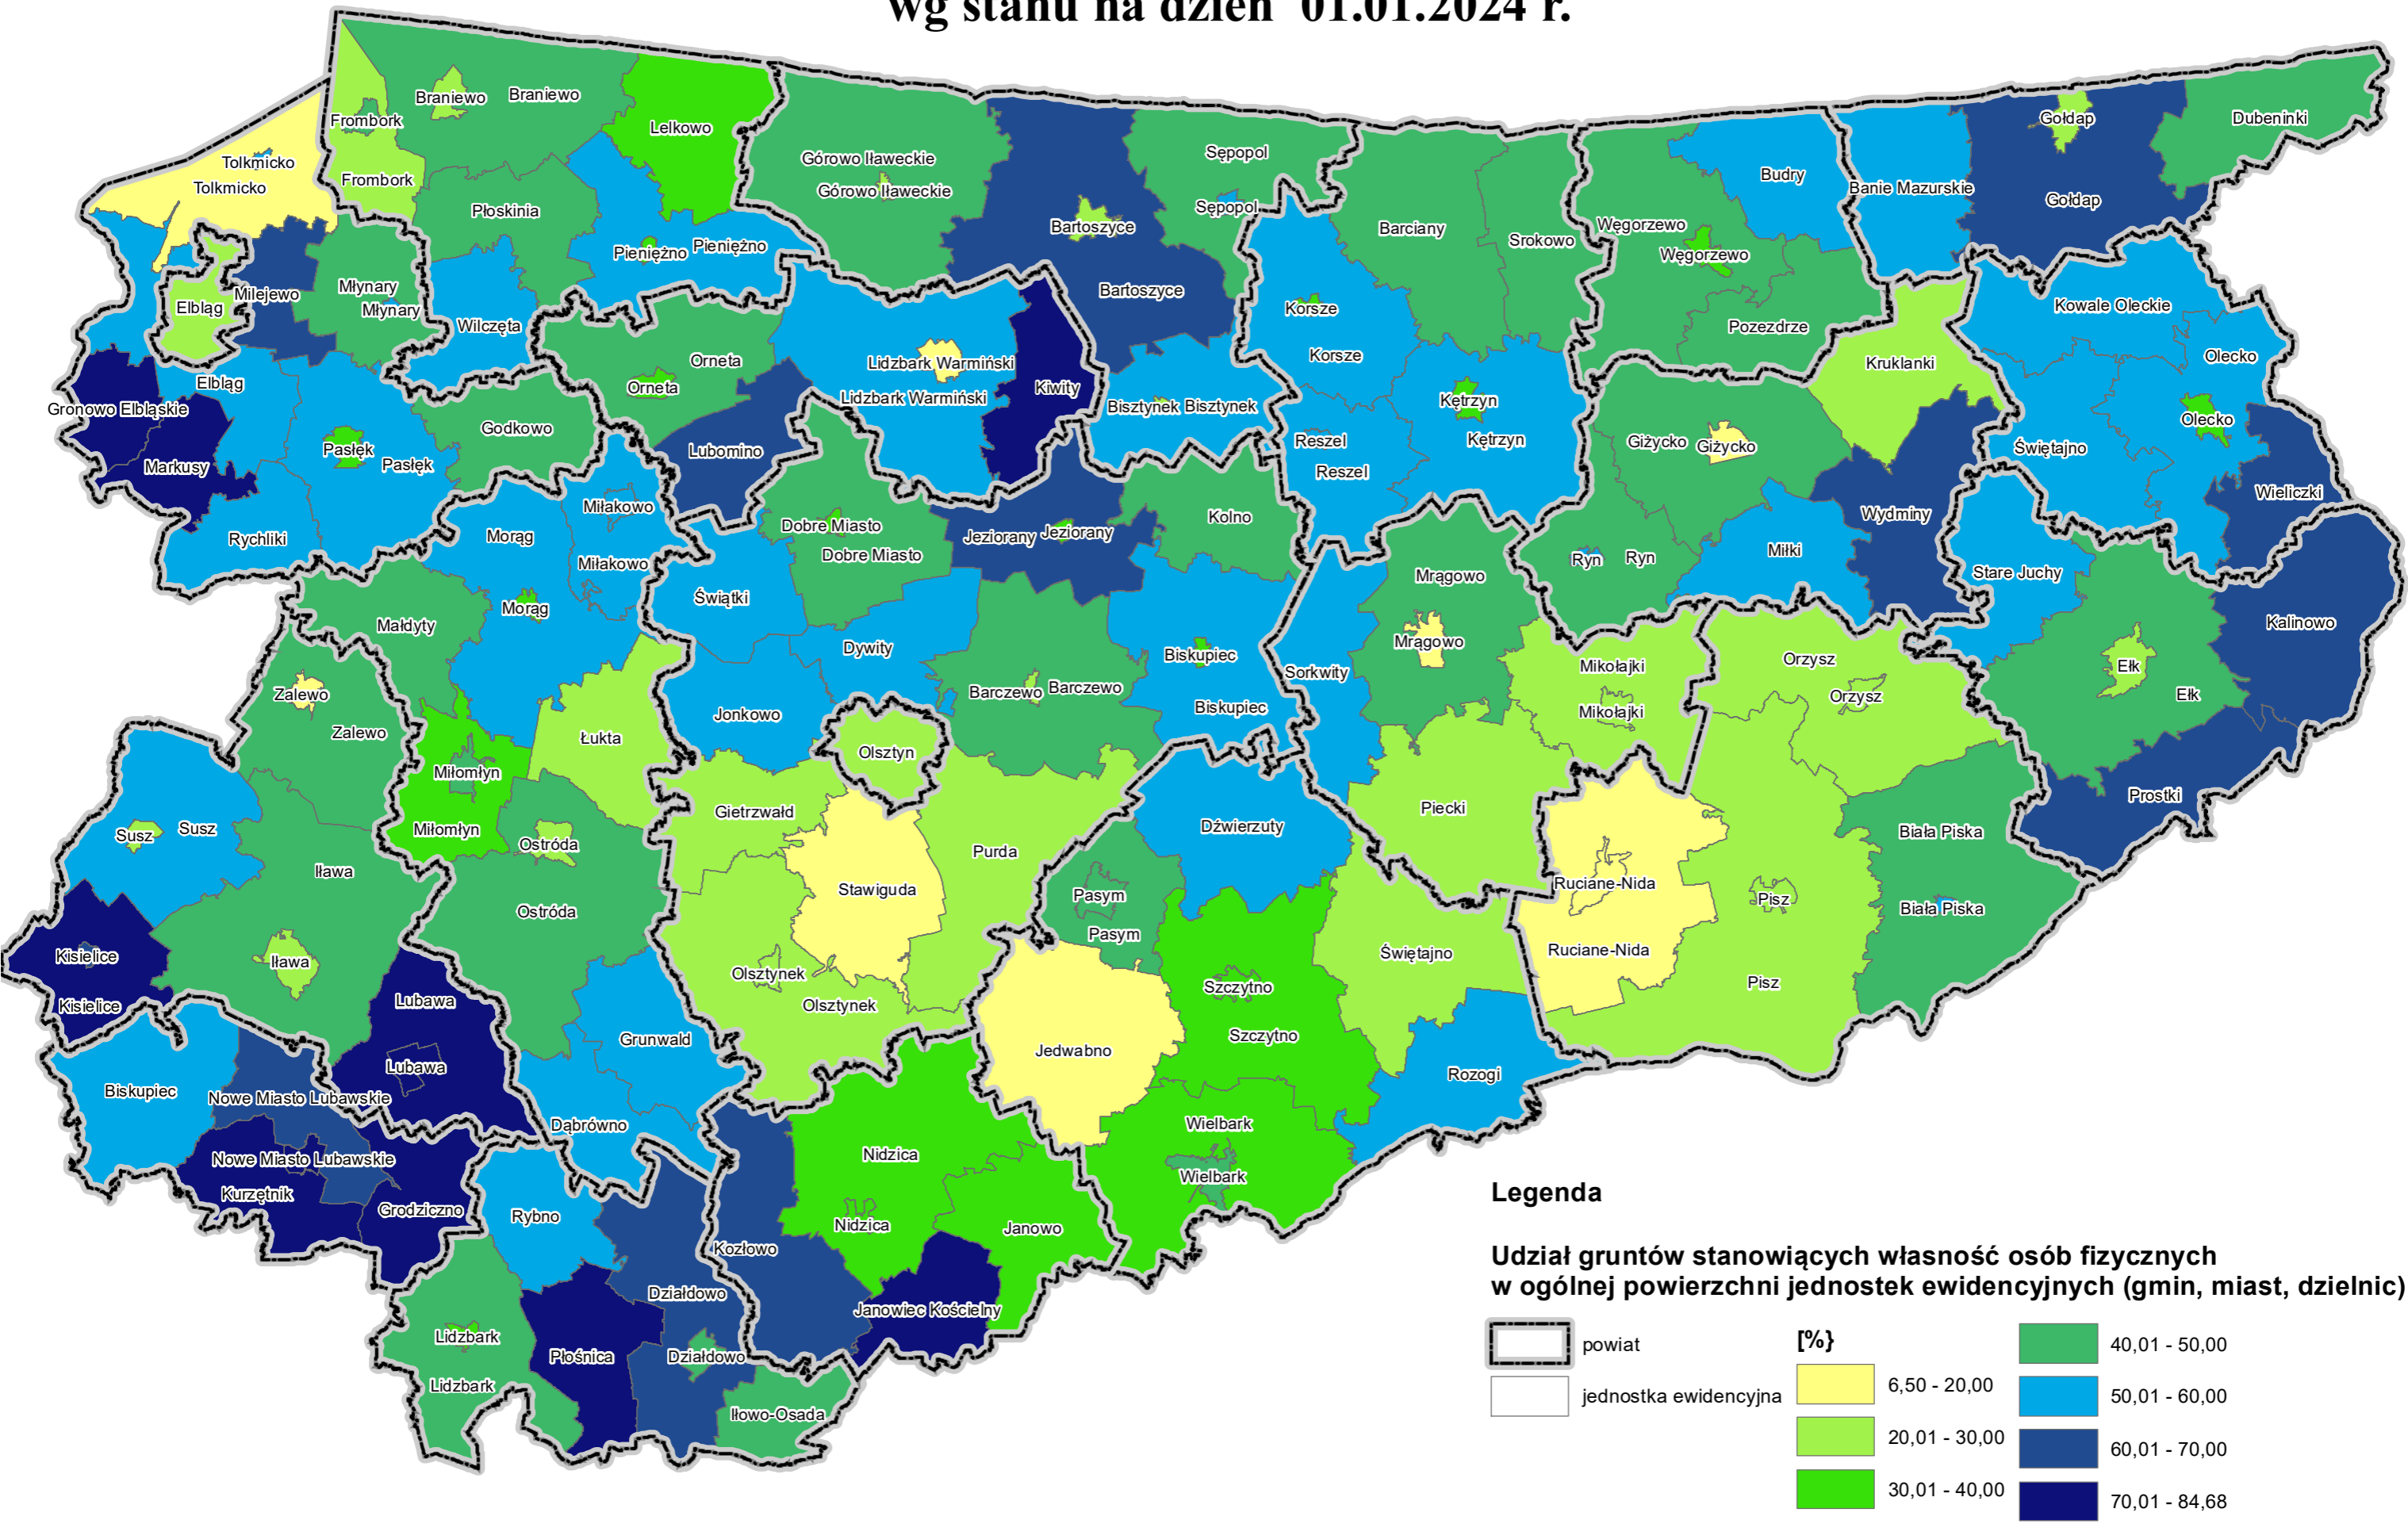 wg stanu na dzień 01.01.2024 r.
Braniewo
Braniewo
Frombork
Lelkowo
Gołdap
Dubeninki
Sępopol
Górowo Iławeckie
Tolkmicko
Tolkmicko
Frombork
Górowo Iławeckie
Budry
Banie Mazurskie
Gołdap
Płoskinia
Sępopol
Węgorzewo
Bartoszyce
Barciany
Srokowo
Pieniężno
Pieniężno
Węgorzewo
Młynary
Milejewo
Elbląg
Młynary
Bartoszyce
Kowale Oleckie
Korsze
Wilczęta
Pozezdrze
Orneta
Korsze
Olecko
Lidzbark Warmiński
Kruklanki
Elbląg
Orneta
Kiwity
Lidzbark Warmiński
Kętrzyn
Gronowo Elbląskie
Bisztynek
Bisztynek
Olecko
Godkowo
Pasłęk
Pasłęk
Lubomino
Reszel
Kętrzyn
Giżycko
Giżycko
Świętajno
Markusy
Reszel
Wieliczki
Miłakowo
Kolno
Wydminy
Dobre Miasto
Jeziorany
Jeziorany
Rychliki
Morąg
Dobre Miasto
Miłki
Miłakowo
Ryn
Ryn
Stare Juchy
Mrągowo
Świątki
Morąg
Małdyty
Kalinowo
Dywity
Biskupiec
Mrągowo
Sorkwity
Mikołajki
Orzysz
Ełk
Zalewo
Barczewo
Barczewo
Orzysz
Ełk
Jonkowo
Biskupiec
Mikołajki
Zalewo
Łukta
Olsztyn
Miłomłyn
Prostki
Gietrzwałd
Piecki
Susz
Susz
Miłomłyn
Dźwierzuty
Biała Piska
Ostróda
Purda
Iława
Stawiguda
Ruciane-Nida
Pasym
Pisz
Ostróda
Biała Piska
Pasym
Kisielice
Iława
Olsztynek
Świętajno
Ruciane-Nida
Szczytno
Pisz
Kisielice
Lubawa
Olsztynek
Grunwald
Szczytno
Jedwabno
Lubawa
Rozogi
Biskupiec
Nowe Miasto Lubawskie
Dąbrówno
Wielbark
Nowe Miasto Lubawskie
Nidzica
Wielbark
Kurzętnik
Grodziczno
Rybno
Nidzica
Janowo
Kozłowo
Działdowo
Janowiec Kościelny
Lidzbark
Płośnica
Działdowo
Lidzbark
Iłowo-Osada
Legenda
Udział gruntów stanowiących własność osób fizycznych
w ogólnej powierzchni jednostek ewidencyjnych (gmin, miast, dzielnic)
powiat
jednostka ewidencyjna
[%}
6,50 - 20,00
20,01 - 30,00
30,01 - 40,00
40,01 - 50,00
50,01 - 60,00
60,01 - 70,00
70,01 - 84,68